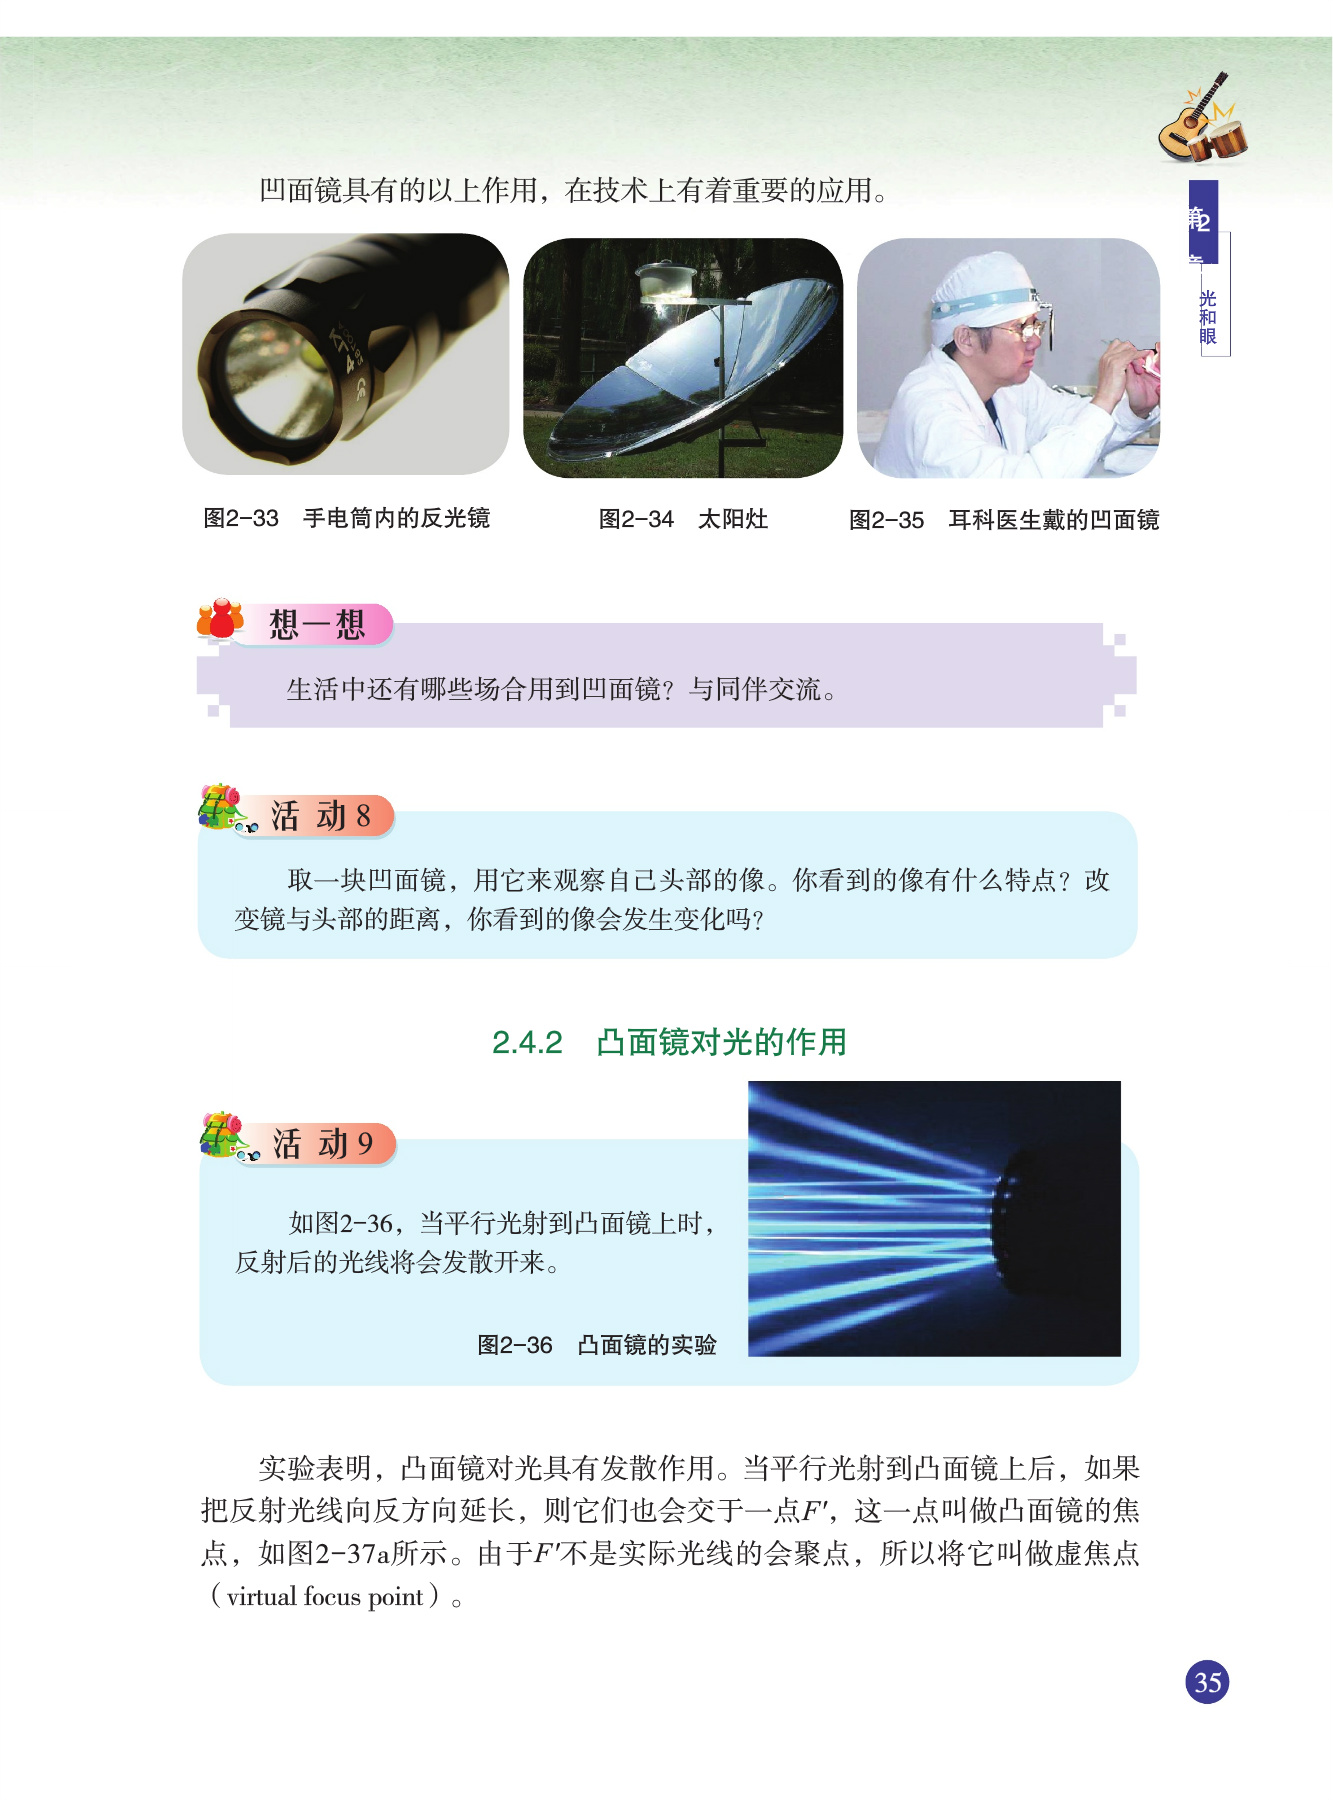 凹面镜具有的以上作用，在技术上有着重要的应用。
第2章
光和眼
图2-33 手电筒内的反光镜
图2-34 太阳灶
图2-35 耳科医生戴的凹面镜
想一想
生活中还有哪些场合用到凹面镜？与同伴交流。
活动8
取一块凹面镜，用它来观察自己头部的像。你看到的像有什么特点？改
变镜与头部的距离，你看到的像会发生变化吗？
2.4.2 凸面镜对光的作用
活动9
如图2-36，当平行光射到凸面镜上时，
反射后的光线将会发散开来。
图2-36 凸面镜的实验
实验表明，凸面镜对光具有发散作用。当平行光射到凸面镜上后，如果
把反射光线向反方向延长，则它们也会交于一点F′，这一点叫做凸面镜的焦
点，如图2-37a所示。由于F′不是实际光线的会聚点，所以将它叫做虚焦点
（virtual focus point）。
35